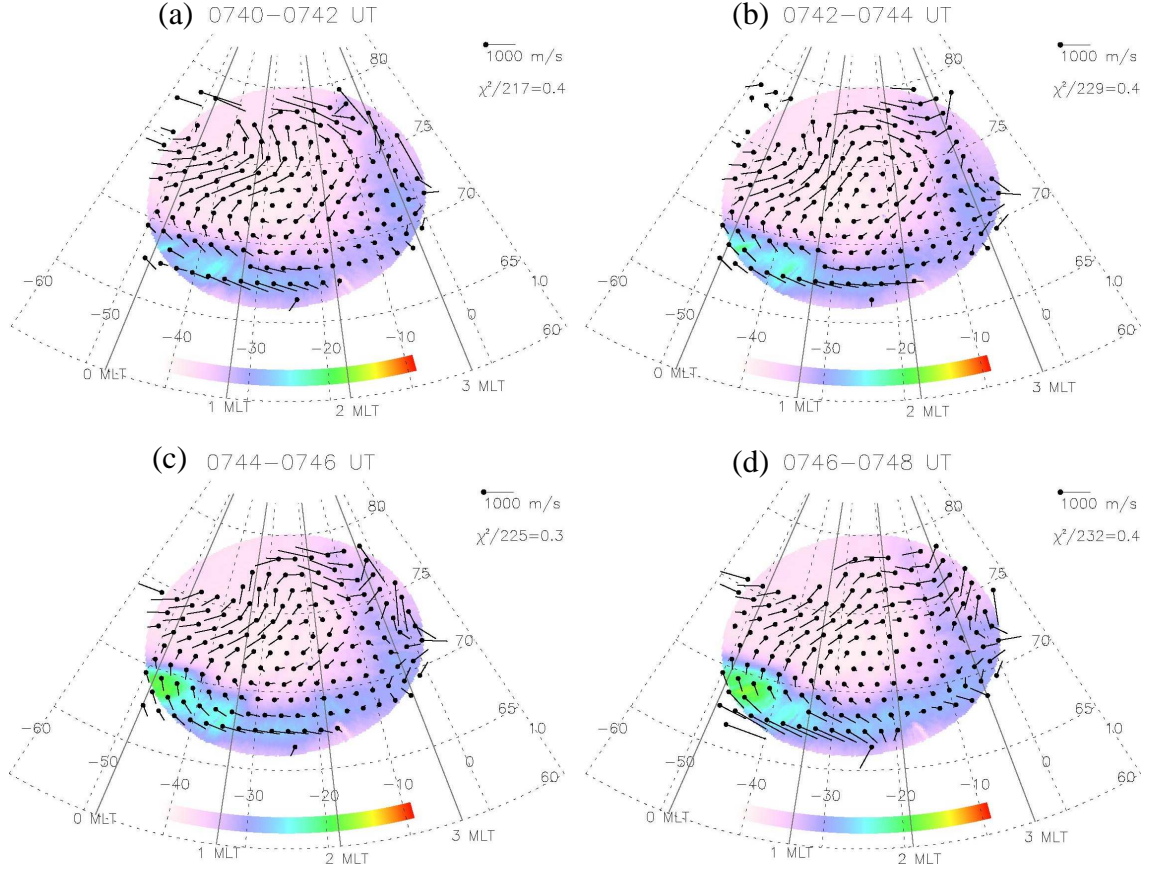 (a) 0740−0742 UT
1000 m/s
χ²/217=0.4
80
75
70
65
60
10
0
−60
−50
−40 −30 −20 −10
0 MLT
1 MLT
2 MLT
3 MLT
(b) 0742−0744 UT
1000 m/s
χ²/229=0.4
80
75
70
65
60
10
0
−60
−50
−40 −30 −20 −10
0 MLT
1 MLT
2 MLT
3 MLT
(c) 0744−0746 UT
1000 m/s
χ²/225=0.3
80
75
70
65
60
10
0
−60
−50
−40 −30 −20 −10
0 MLT
1 MLT
2 MLT
3 MLT
(d) 0746−0748 UT
1000 m/s
χ²/232=0.4
80
75
70
65
60
10
0
−60
−50
−40 −30 −20 −10
0 MLT
1 MLT
2 MLT
3 MLT